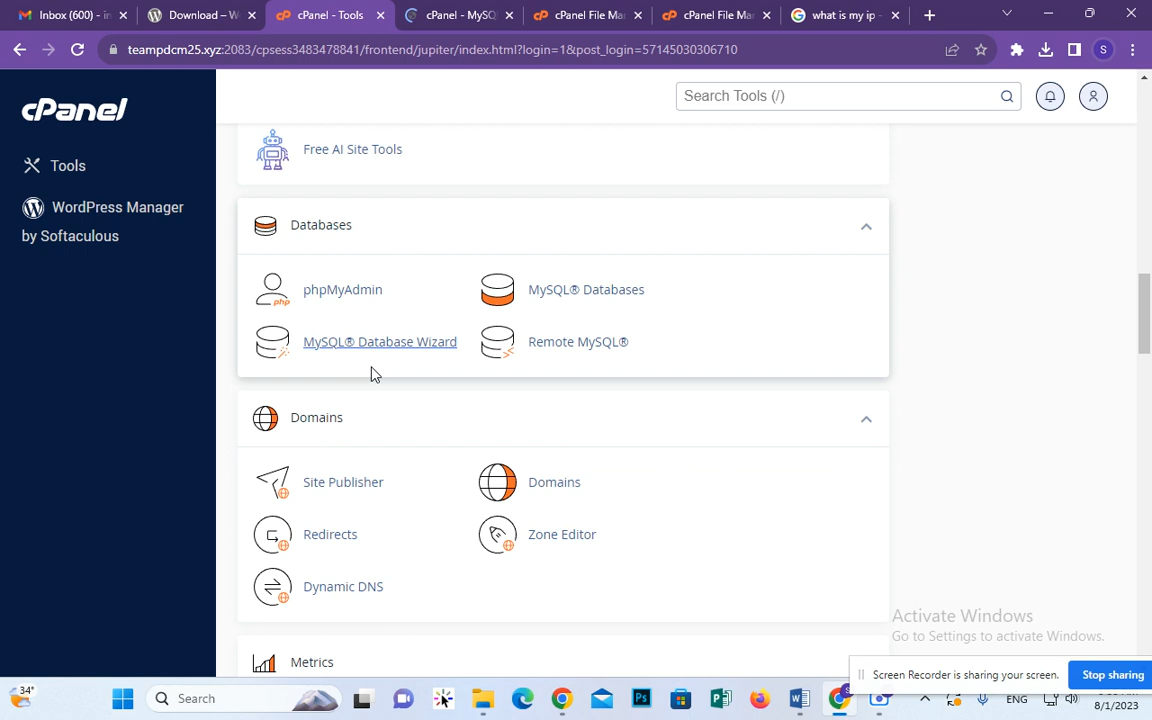 Inbox (600) - in
Download – W
cPanel - Tools
cPanel - MySQ
cPanel File Ma
cPanel File Ma
what is my ip -
teampdcm25.xyz:2083/cpsess3483478841/frontend/jupiter/index.html?login=1&post_login=57145030306710
S
cPanel
Search Tools (/)
Tools
WordPress Manager
by Softaculous
Free AI Site Tools
Databases
phpMyAdmin
MySQL® Databases
MySQL® Database Wizard
Remote MySQL®
Domains
Site Publisher
Domains
Redirects
Zone Editor
Dynamic DNS
Metrics
Activate Windows
Go to Settings to activate Windows.
Screen Recorder is sharing your screen.
Stop sharing
34°
Search
ENG
8/1/2023